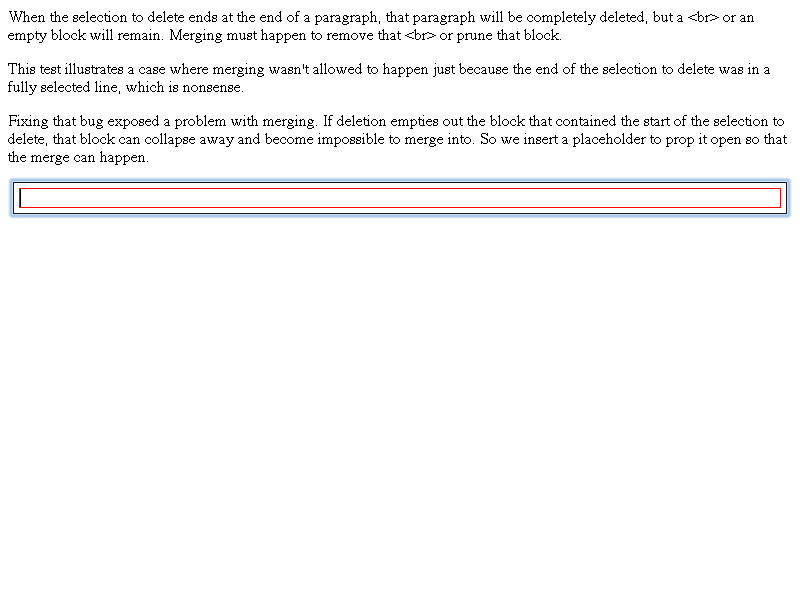 When the selection to delete ends at the end of a paragraph, that paragraph will be completely deleted, but a <br> or an
empty block will remain. Merging must happen to remove that <br> or prune that block.
This test illustrates a case where merging wasn't allowed to happen just because the end of the selection to delete was in a
fully selected line, which is nonsense.
Fixing that bug exposed a problem with merging. If deletion empties out the block that contained the start of the selection to
delete, that block can collapse away and become impossible to merge into. So we insert a placeholder to prop it open so that
the merge can happen.